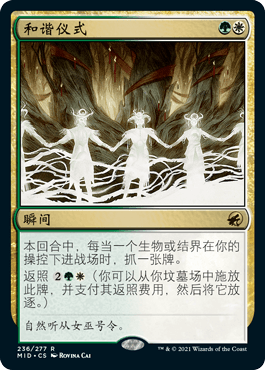 和谐仪式
瞬间
本回合中，每当一个生物或结界在你的
操控下进战场时，抓一张牌。
返照 2（你可以从你坟墓场中施放
此牌，并支付其返照费用，然后将它放
逐。）
自然听从女巫号令。
236/277 R
MID • CS ROVINA CAI
™ & © 2021 Wizards of the Coast